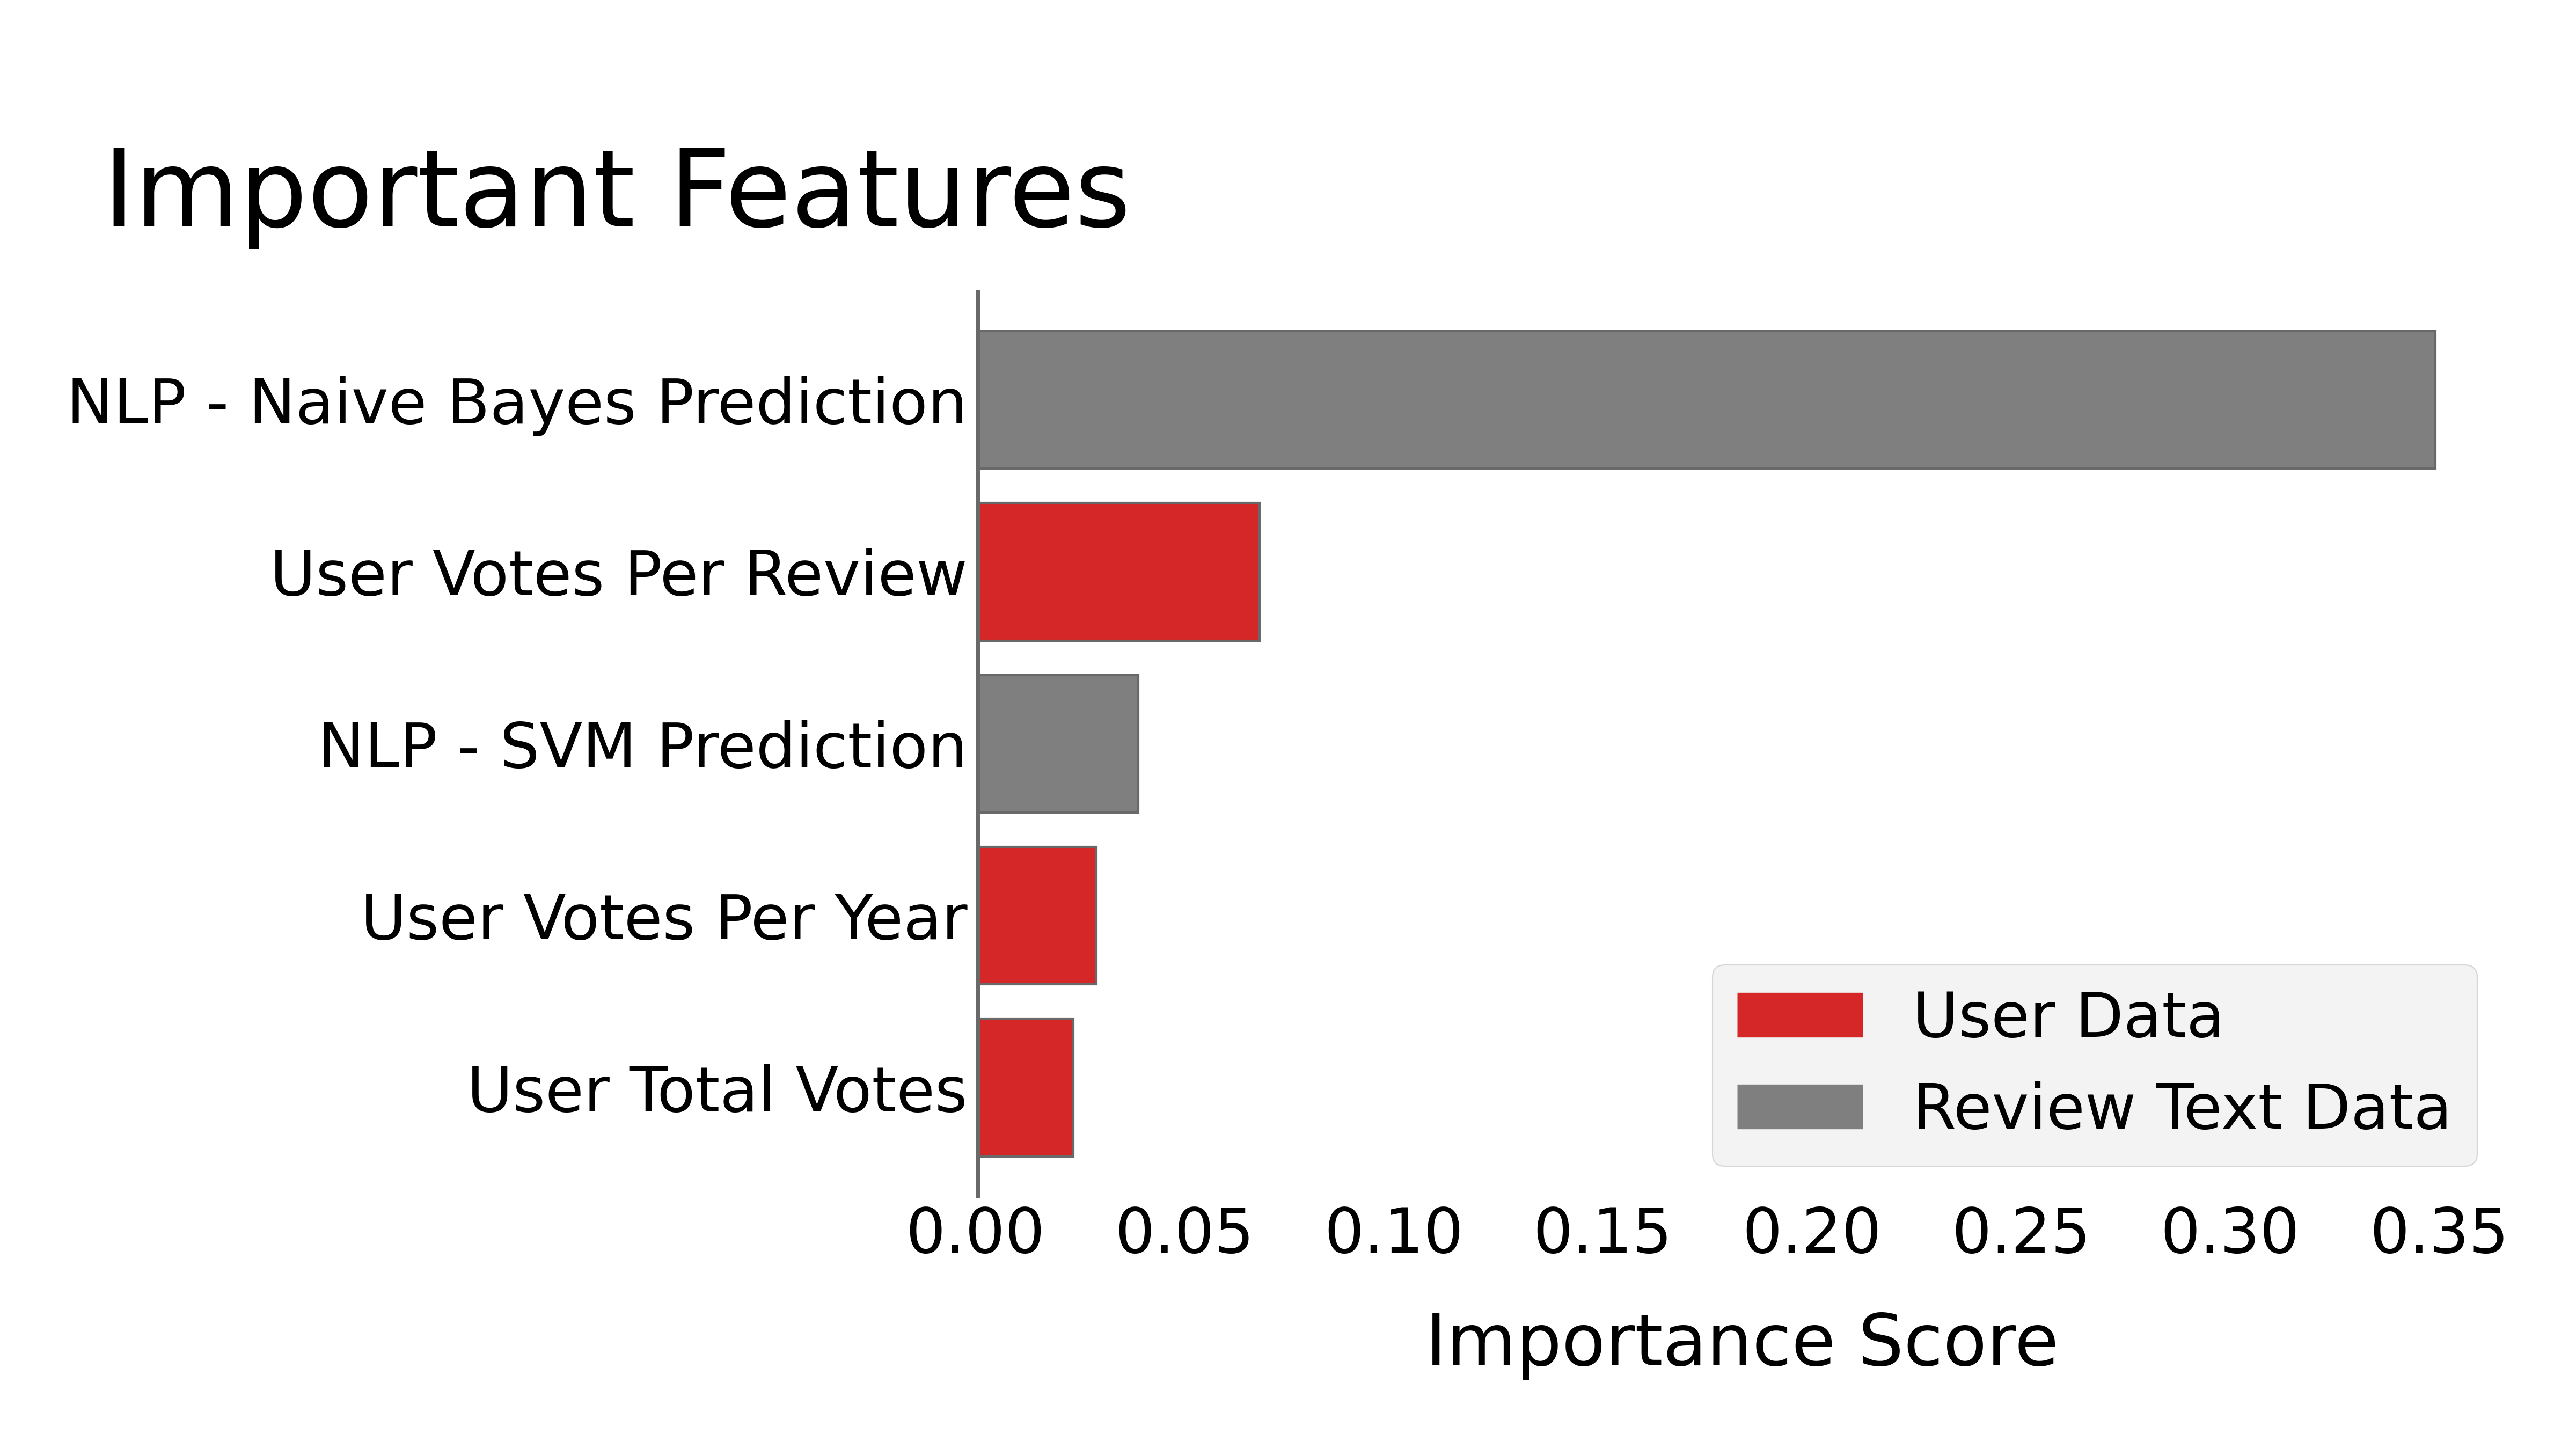 Important Features
NLP - Naive Bayes Prediction
User Votes Per Review
NLP - SVM Prediction
User Votes Per Year
User Total Votes
User Data
Review Text Data
0.00 0.05 0.10 0.15 0.20 0.25 0.30 0.35
Importance Score